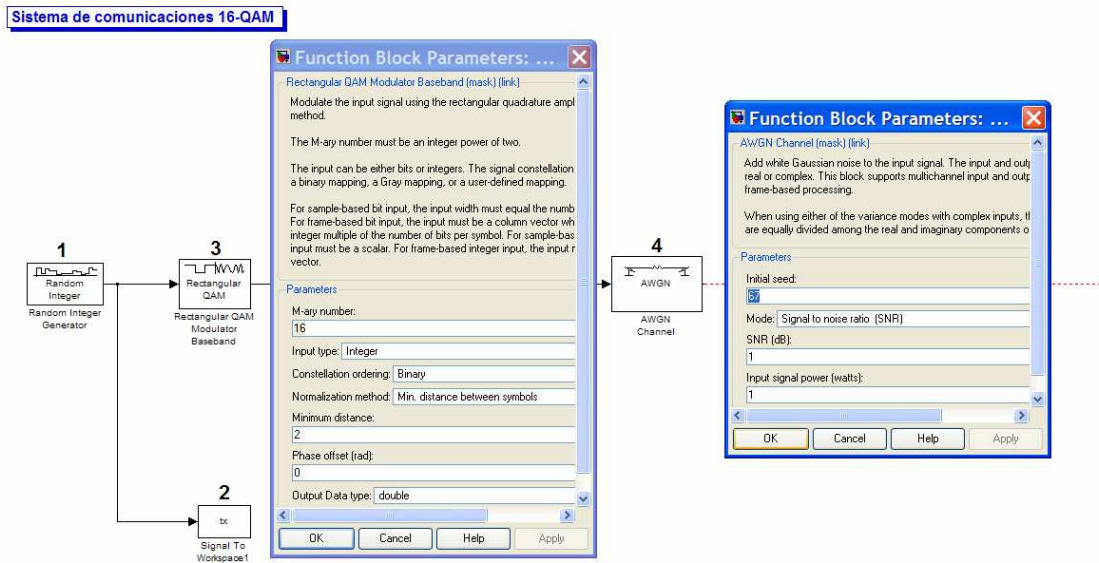 Sistema de comunicaciones 16-QAM
1
Random
Integer
Random Integer
Generator
3
Rectangular
QAM
Rectangular QAM
Modulator
Baseband
2
tx
Signal To
Workspace1
Function Block Parameters: ...
Rectangular QAM Modulator Baseband (mask) (link)
Modulate the input signal using the rectangular quadrature
method.
The M-ary number must be an integer power of two.
The input can be either bits or integers. The signal constellation
a binary mapping, a Gray mapping, or a user-defined mapping.
For sample-based bit input, the input width must equal the
For frame-based bit input, the input must be a column vector
integer multiple of the number of bits per symbol. For
input must be a scalar. For frame-based integer input, the input
vector.
Parameters
M-ary number:
16
Input type: Integer
Constellation ordering: Binary
Normalization method: Min. distance between symbols
Minimum distance:
2
Phase offset (rad):
0
Output Data type: double
OK Cancel Help Apply
4
AWGN
AWGN
Channel
Function Block Parameters: ...
AWGN Channel (mask) (link)
Add white Gaussian noise to the input signal. The input and
real or complex. This block supports multichannel input and
frame-based processing.
When using either of the variance modes with complex inputs,
are equally divided among the real and imaginary components
Parameters
Initial seed:
67
Mode: Signal to noise ratio (SNR)
SNR (dB):
1
Input signal power (watts):
1
OK Cancel Help Apply